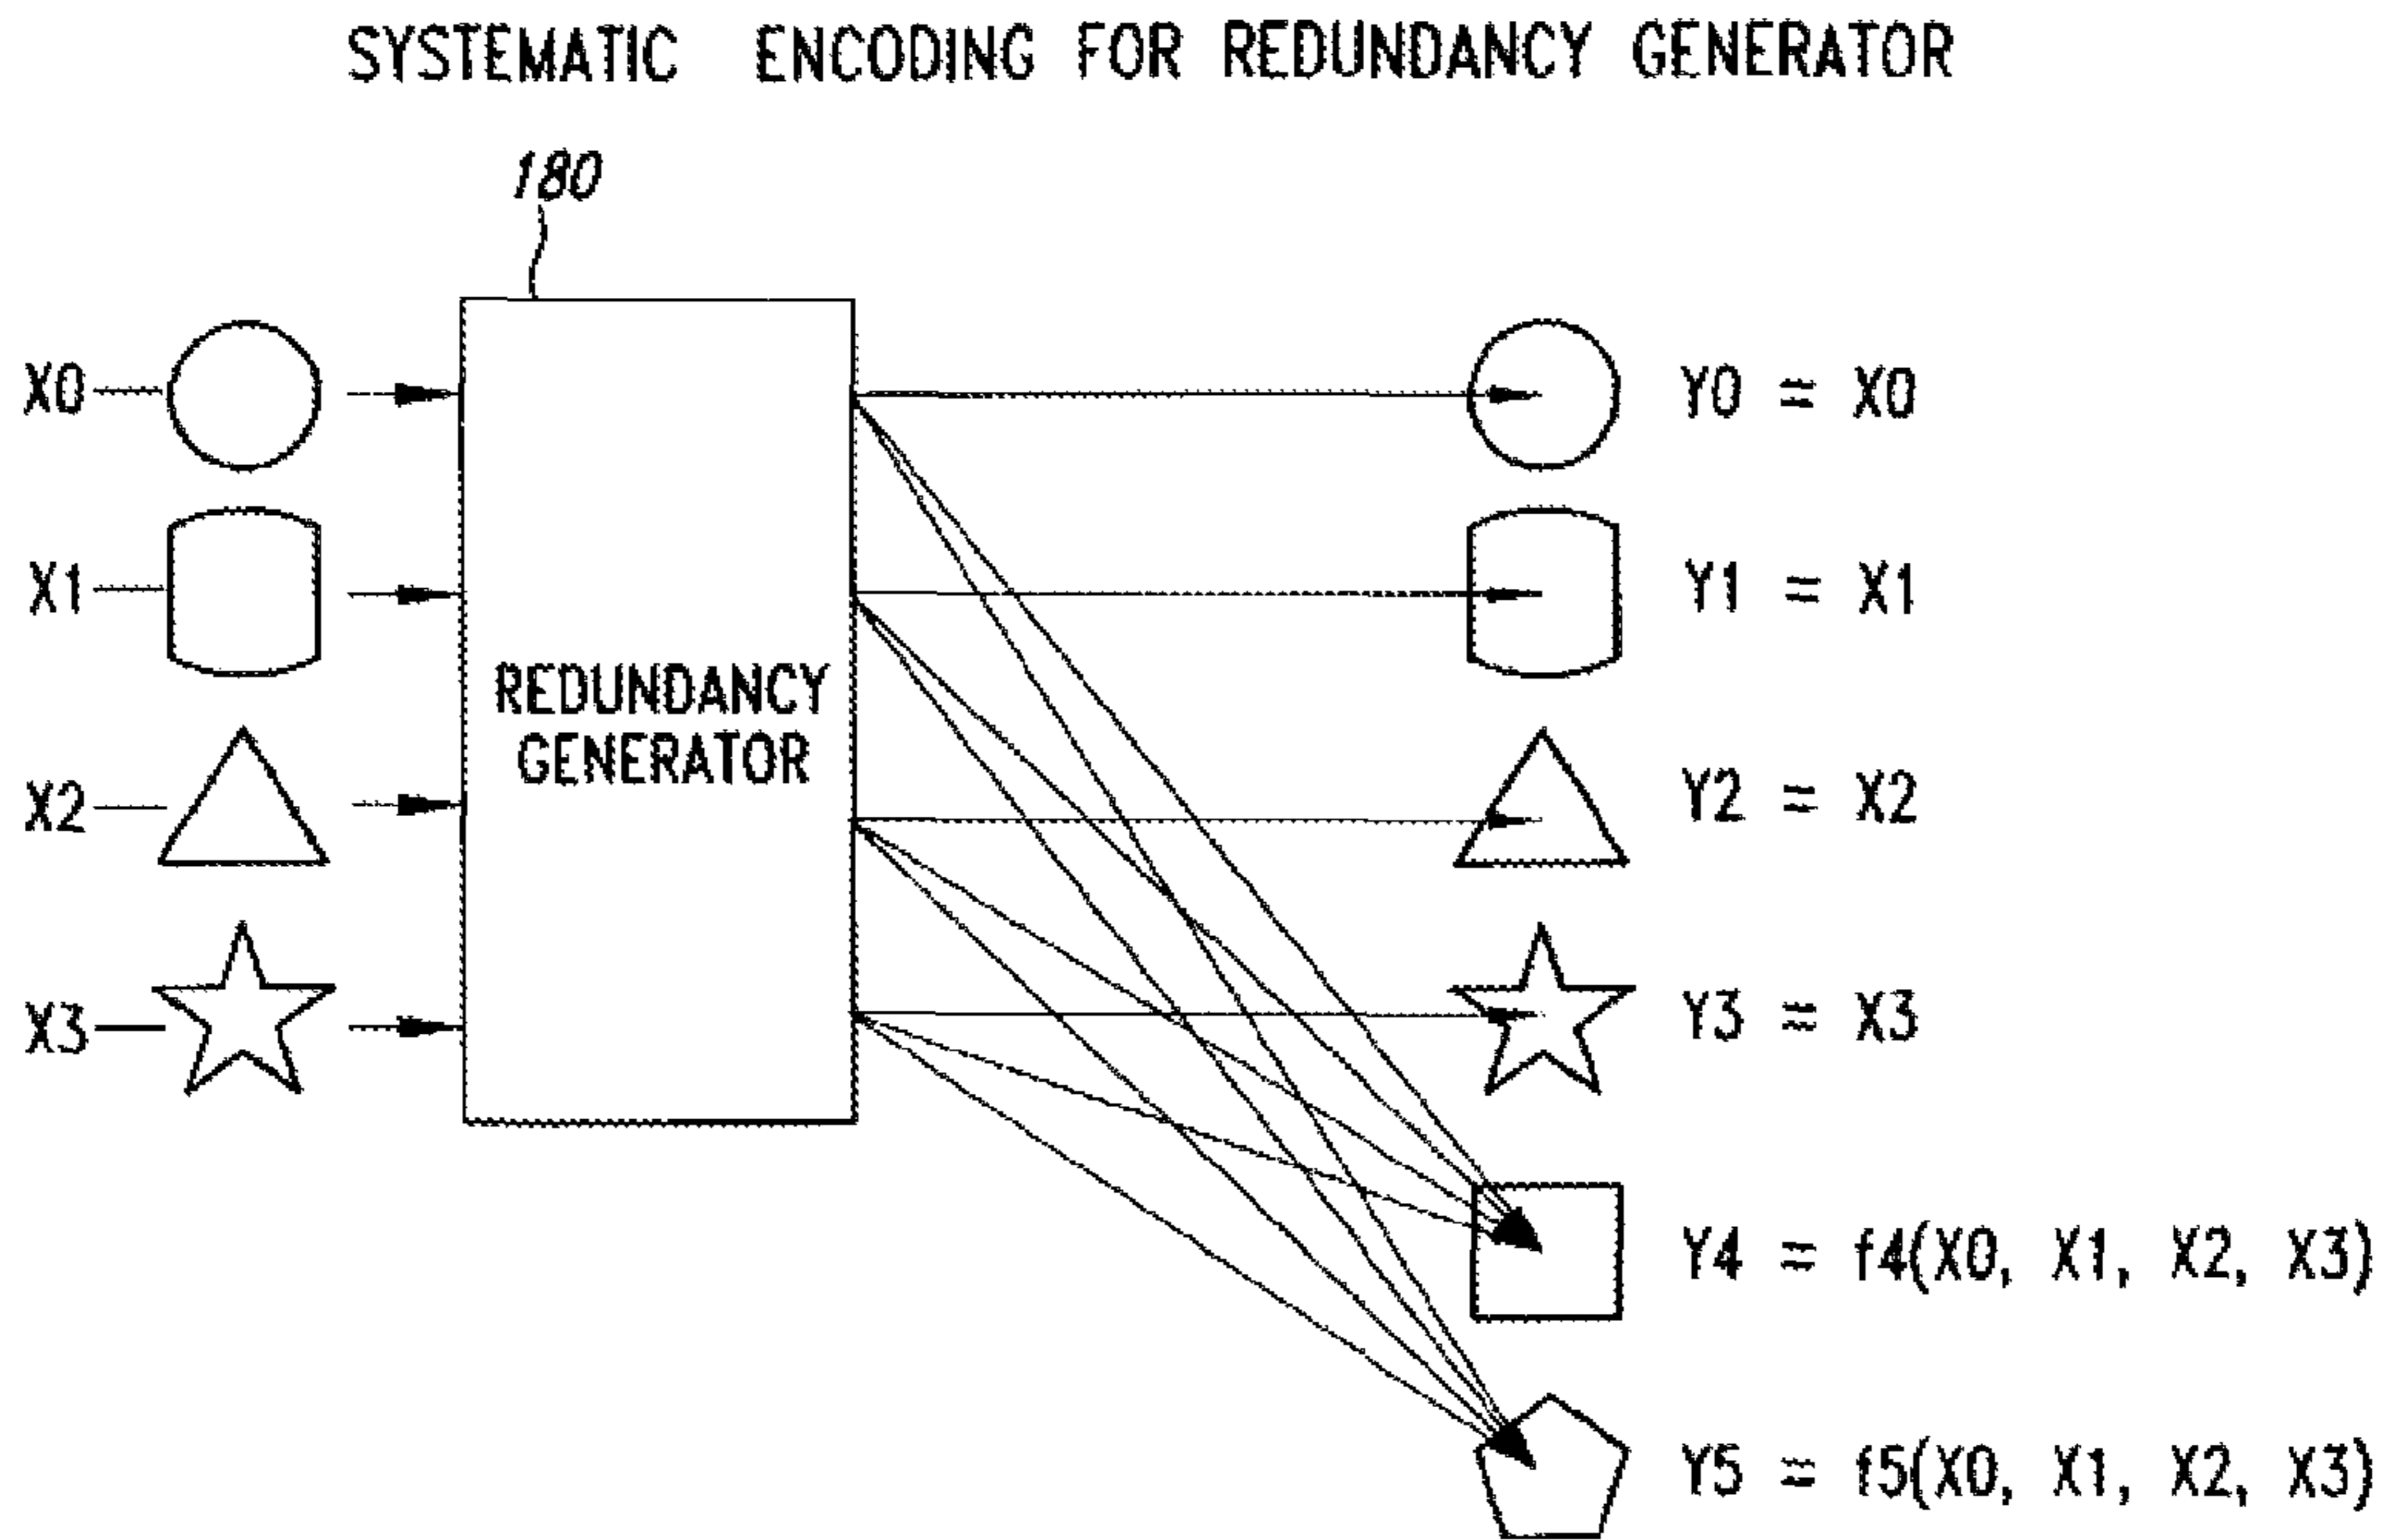 SYSTEMATIC ENCODING FOR REDUNDANCY GENERATOR
180
X0
X1
X2
X3
REDUNDANCY
GENERATOR
Y0 = X0
Y1 = X1
Y2 = X2
Y3 = X3
Y4 = f4(X0, X1, X2, X3)
Y5 = f5(X0, X1, X2, X3)